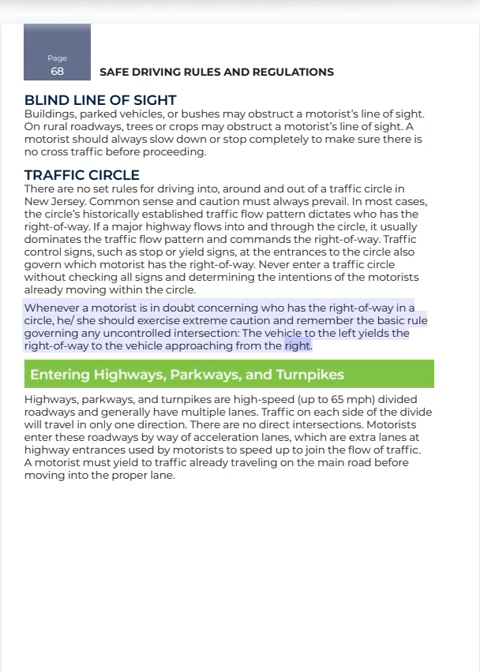 Page
68
SAFE DRIVING RULES AND REGULATIONS
BLIND LINE OF SIGHT
Buildings, parked vehicles, or bushes may obstruct a motorist's line of sight.
On rural roadways, trees or crops may obstruct a motorist's line of sight. A
motorist should always slow down or stop completely to make sure there is
no cross traffic before proceeding.
TRAFFIC CIRCLE
There are no set rules for driving into, around and out of a traffic circle in
New Jersey. Common sense and caution must always prevail. In most cases,
the circle's historically established traffic flow pattern dictates who has the
right-of-way. If a major highway flows into and through the circle, it usually
dominates the traffic flow pattern and commands the right-of-way. Traffic
control signs, such as stop or yield signs, at the entrances to the circle also
govern which motorist has the right-of-way. Never enter a traffic circle
without checking all signs and determining the intentions of the motorists
already moving within the circle.
Whenever a motorist is in doubt concerning who has the right-of-way in a
circle, he/ she should exercise extreme caution and remember the basic rule
governing any uncontrolled intersection: The vehicle to the left yields the
right-of-way to the vehicle approaching from the right.
Entering Highways, Parkways, and Turnpikes
Highways, parkways, and turnpikes are high-speed (up to 65 mph) divided
roadways and generally have multiple lanes. Traffic on each side of the divide
will travel in only one direction. There are no direct intersections. Motorists
enter these roadways by way of acceleration lanes, which are extra lanes at
highway entrances used by motorists to speed up to join the flow of traffic.
A motorist must yield to traffic already traveling on the main road before
moving into the proper lane.